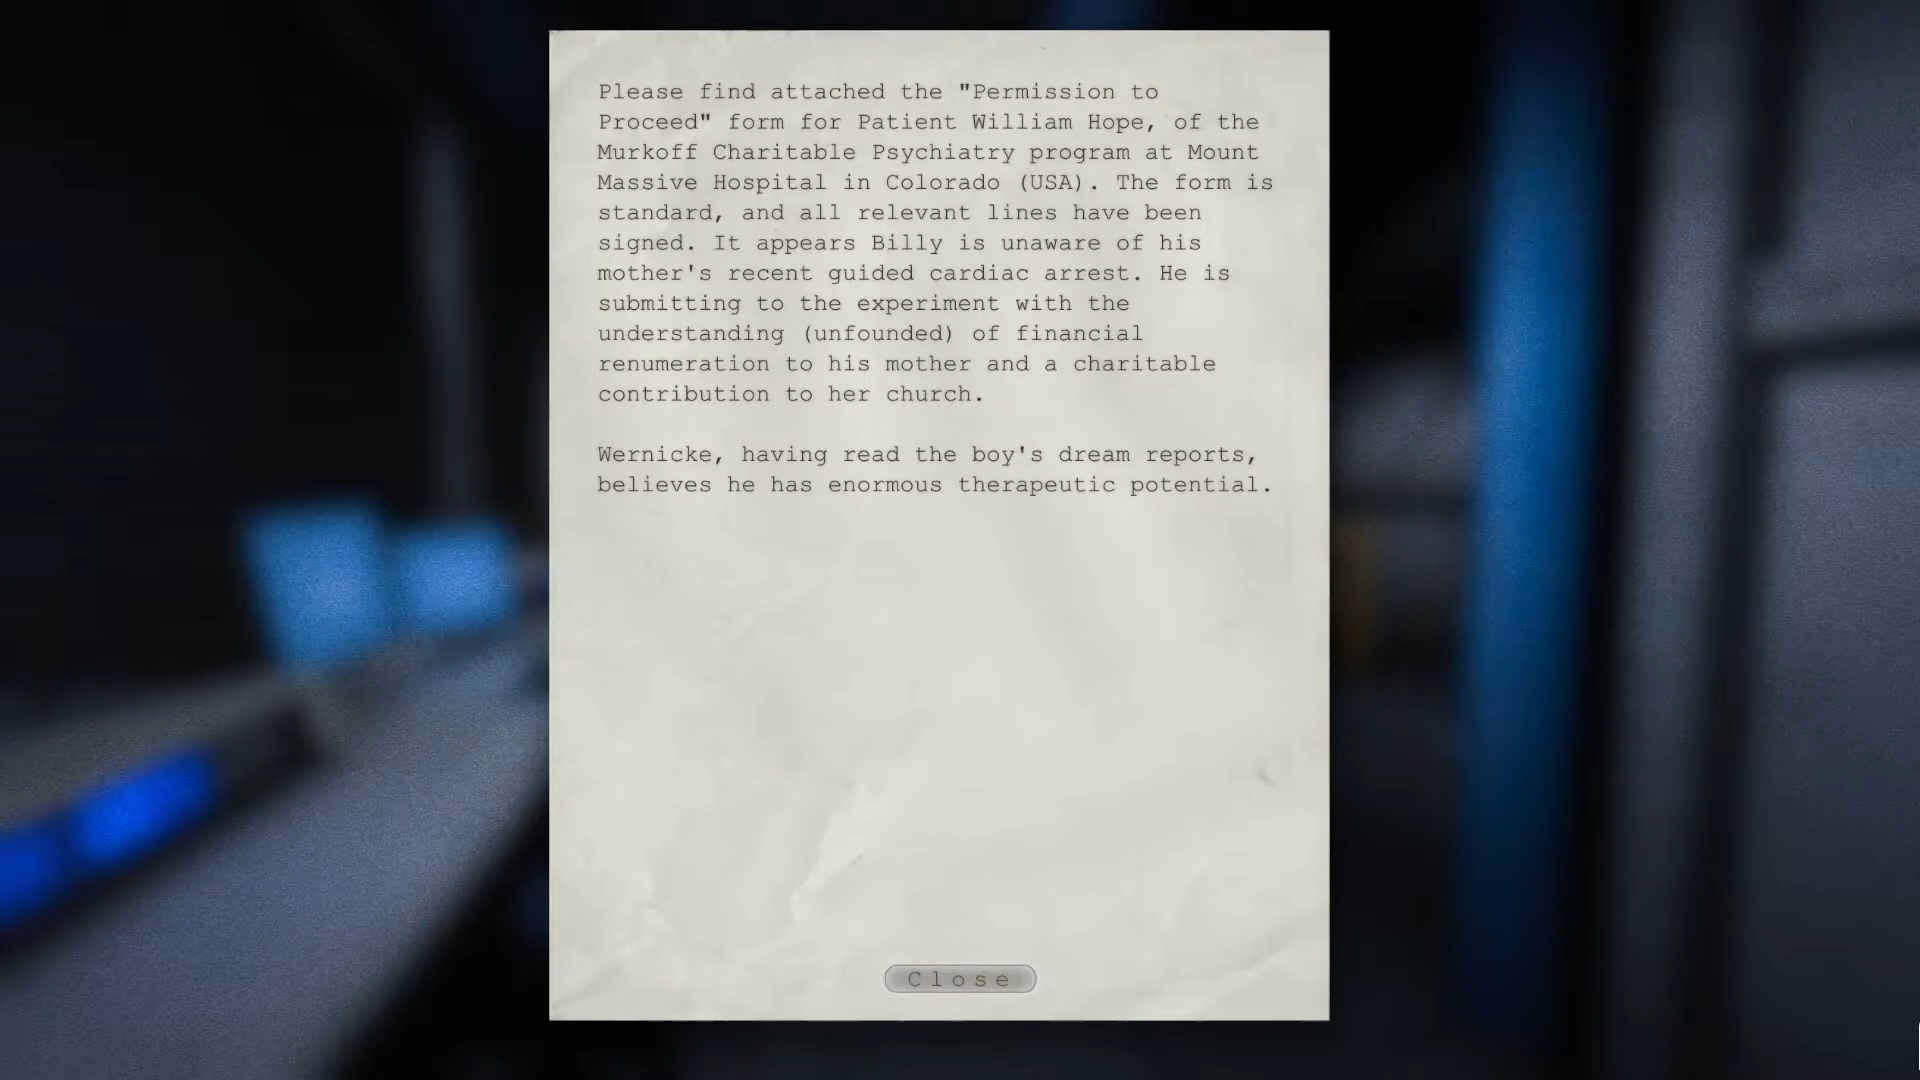 Please find attached the "Permission to
Proceed" form for Patient William Hope, of the
Murkoff Charitable Psychiatry program at Mount
Massive Hospital in Colorado (USA). The form is
standard, and all relevant lines have been
signed. It appears Billy is unaware of his
mother's recent guided cardiac arrest. He is
submitting to the experiment with the
understanding (unfounded) of financial
renumeration to his mother and a charitable
contribution to her church.
Wernicke, having read the boy's dream reports,
believes he has enormous therapeutic potential.
Close